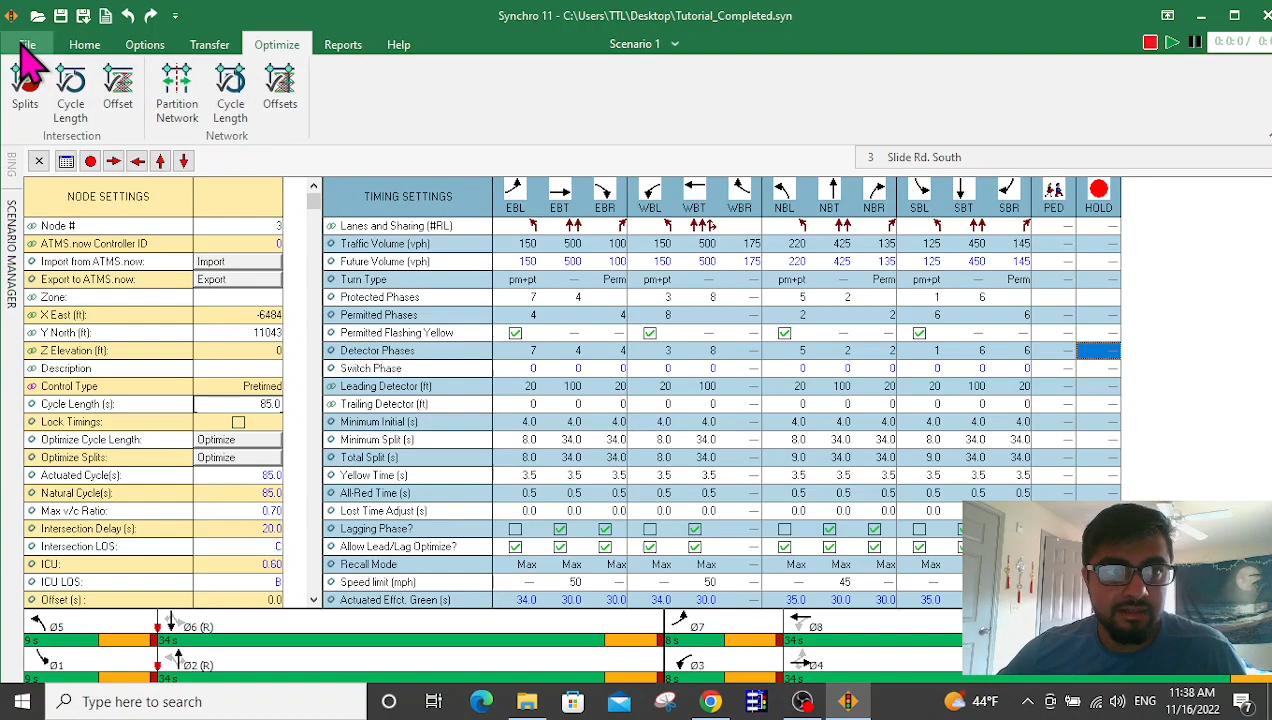 Synchro 11 - C:\Users\TTL\Desktop\Tutorial_Completed.syn
File Home Options Transfer Optimize Reports Help Scenario 1 0: 0:0 /
Splits Cycle Length Offset Partition Network Cycle Length Offsets
Intersection Network
BING
SCENARIO MANAGER
3 Slide Rd. South
NODE SETTINGS
Node # 3
ATMS.now Controller ID 0
Import from ATMS.now: Import
Export to ATMS.now: Export
Zone:
X East (ft): -6484
Y North (ft): 11043
Z Elevation (ft): 0
Description
Control Type Pretimed
Cycle Length (s): 85.0
Lock Timings:
Optimize Cycle Length: Optimize
Optimize Splits: Optimize
Actuated Cycle(s): 85.0
Natural Cycle(s): 85.0
Max v/c Ratio: 0.70
Intersection Delay (s): 20.0
Intersection LOS: C
ICU: 0.60
ICU LOS: B
Offset (s) : 0.0
TIMING SETTINGS EBL EBT EBR WBL WBT WBR NBL NBT NBR SBL SBT SBR PED HOLD
Lanes and Sharing (#RL)
Traffic Volume (vph) 150 500 100 150 500 175 220 425 135 125 450 145 — —
Future Volume (vph) 150 500 100 150 500 175 220 425 135 125 450 145 — —
Turn Type pm+pt — Perm pm+pt — — pm+pt — Perm pm+pt — Perm — —
Protected Phases 7 4 3 8 — 5 2 1 6 — —
Permitted Phases 4 4 8 — 2 2 6 6 — —
Permitted Flashing Yellow — — — — — — — — — —
Detector Phases 7 4 4 3 8 — 5 2 2 1 6 6 — —
Switch Phase 0 0 0 0 0 — 0 0 0 0 0 0 — —
Leading Detector (ft) 20 100 20 20 100 — 20 100 20 20 100 20 — —
Trailing Detector (ft) 0 0 0 0 0 — 0 0 0 0 0 0 — —
Minimum Initial (s) 4.0 4.0 4.0 4.0 4.0 — 4.0 4.0 4.0 4.0 4.0 4.0 — —
Minimum Split (s) 8.0 34.0 34.0 8.0 34.0 — 8.0 34.0 34.0 8.0 34.0 34.0 — —
Total Split (s) 8.0 34.0 34.0 8.0 34.0 — 9.0 34.0 34.0 9.0 34.0 34.0 — —
Yellow Time (s) 3.5 3.5 3.5 3.5 3.5 — 3.5 3.5 3.5 3.5 3.5 3.5 — —
All-Red Time (s) 0.5 0.5 0.5 0.5 0.5 — 0.5 0.5 0.5 0.5 0.5 0.5 — —
Lost Time Adjust (s) 0.0 0.0 0.0 0.0 0.0 — 0.0 0.0 0.0 0.0
Lagging Phase? —
Allow Lead/Lag Optimize? —
Recall Mode Max Max Max Max Max — Max Max Max Max
Speed limit (mph) — 50 — 50 — — 45 — —
Actuated Effct. Green (s) 34.0 30.0 30.0 34.0 30.0 — 35.0 30.0 30.0 35.0
Ø5 Ø6 (R) Ø7 Ø8
9 s 34 s 8 s 34 s
Ø1 Ø2 (R) Ø3 Ø4
9 s 34 s 8 s 34 s
Type here to search 44°F ENG 11:38 AM
11/16/2022